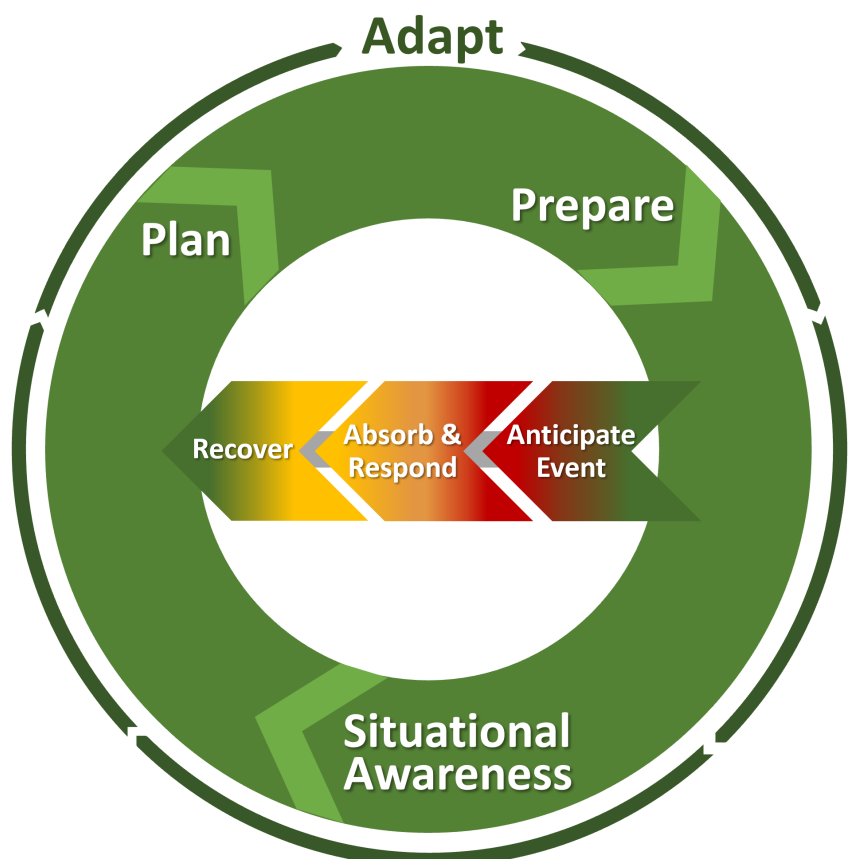 Adapt
Plan
Prepare
Recover
Absorb &
Respond
Anticipate
Event
Situational
Awareness